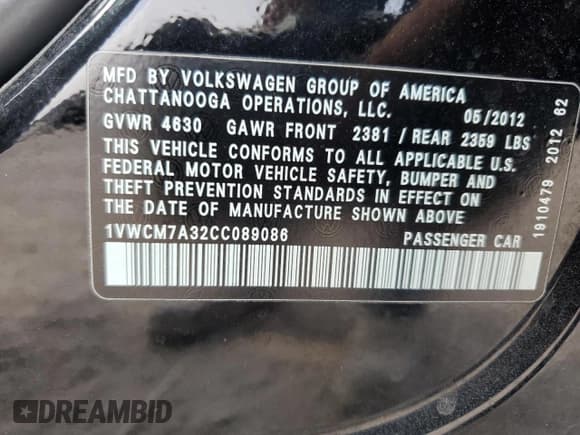 MFD BY VOLKSWAGEN GROUP OF AMERICA
CHATTANOOGA OPERATIONS, LLC. 05/2012
GVWR 4630 GAWR FRONT 2381 / REAR 2359 LBS
THIS VEHICLE CONFORMS TO ALL APPLICABLE U.S.
FEDERAL MOTOR VEHICLE SAFETY, BUMPER AND
THEFT PREVENTION STANDARDS IN EFFECT ON
THE DATE OF MANUFACTURE SHOWN ABOVE
1VWCM7A32CC089086 PASSENGER CAR
1910479 2012 62
DREAMBID